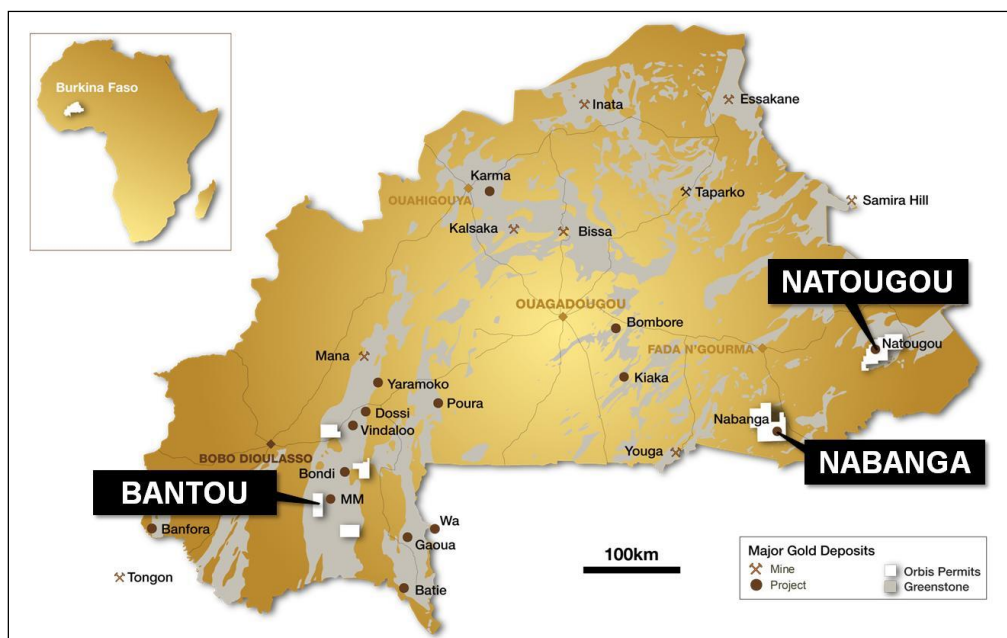 Burkina Faso
Inata
Essakane
Karma
OUAHIGOUYA
Taparko
Samira Hill
Kalsaka
Bissa
NATOUGOU
OUAGADOUGOU
Bombore
Natougou
Mana
FADA N'GOURMA
Kiaka
Yaramoko
Poura
Dossi
Nabanga
Vindaloo
BOBO DIOULASSO
Youga
NABANGA
Bondi
BANTOU
MM
Banfora
Wa
Gaoua
100km
Major Gold Deposits
Mine
Orbis Permits
Project
Greenstone
Tongon
Batie